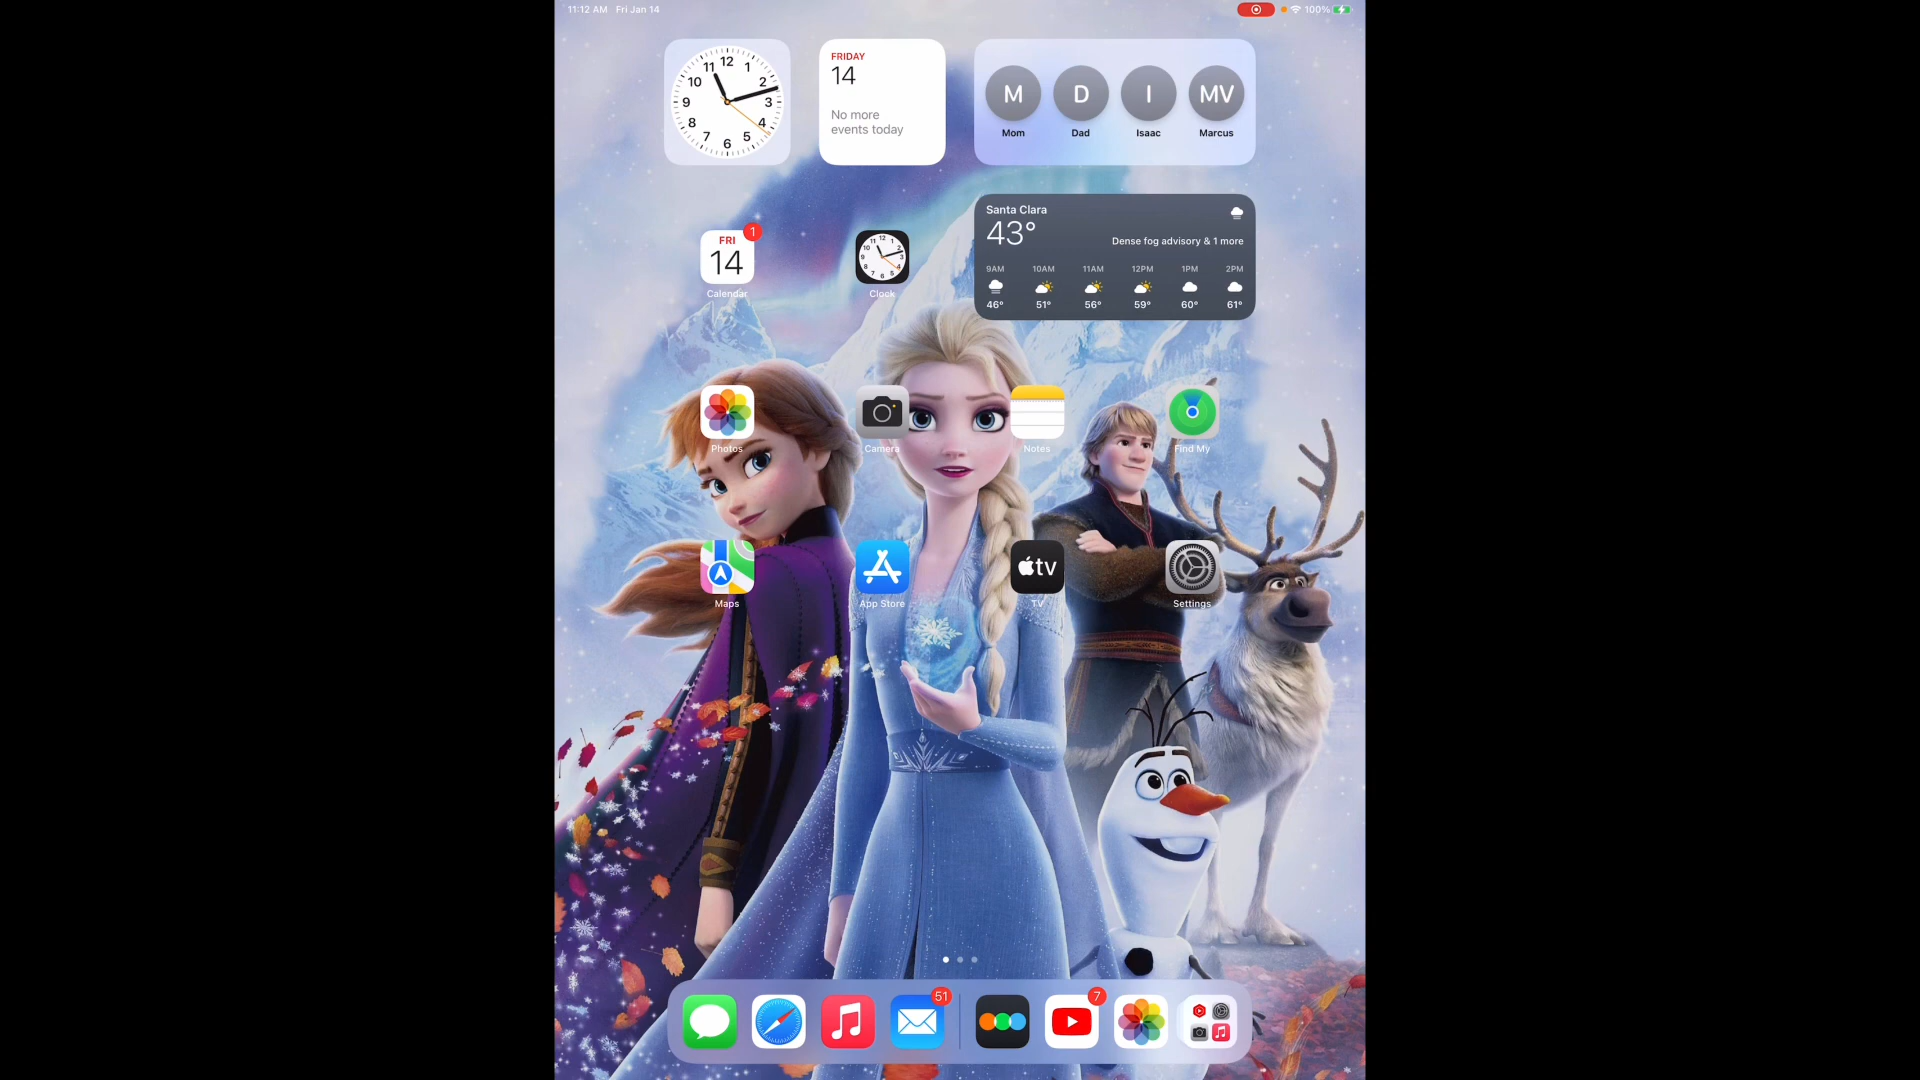 11:12 AM Fri Jan 14
100%
11 12 1
10 2
9 3
8 4
7 6 5
FRIDAY
14
No more
events today
M D I MV
Mom Dad Isaac Marcus
Santa Clara
43°
Dense fog advisory & 1 more
9AM 10AM 11AM 12PM 1PM 2PM
46° 51° 56° 59° 60° 61°
1
FRI
14
Calendar
Clock
Photos Camera Notes Find My
tv
Maps App Store TV Settings
51
7